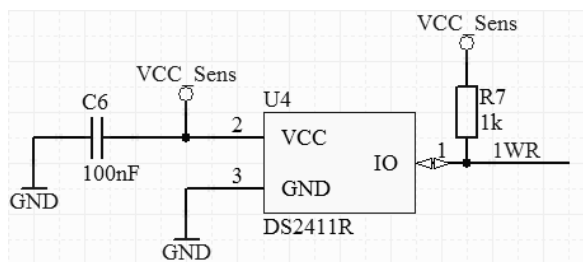 VCC_Sens
VCC_Sens
C6
U4
R7
1k
2
VCC
1
1WR
IO
100nF
3
GND
GND
DS2411R
GND